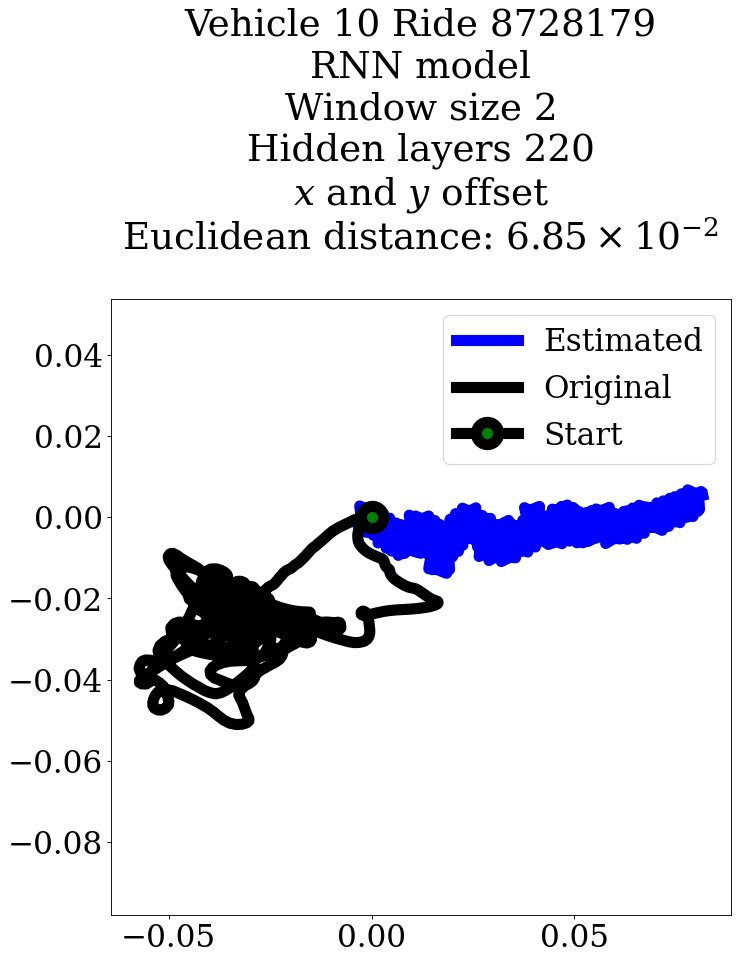 Vehicle 10 Ride 8728179
RNN model
Window size 2
Hidden layers 220
x and y offset
Euclidean distance: 6.85 × 10⁻²
Estimated
Original
Start
0.04
0.02
0.00
−0.02
−0.04
−0.06
−0.08
−0.05 0.00 0.05